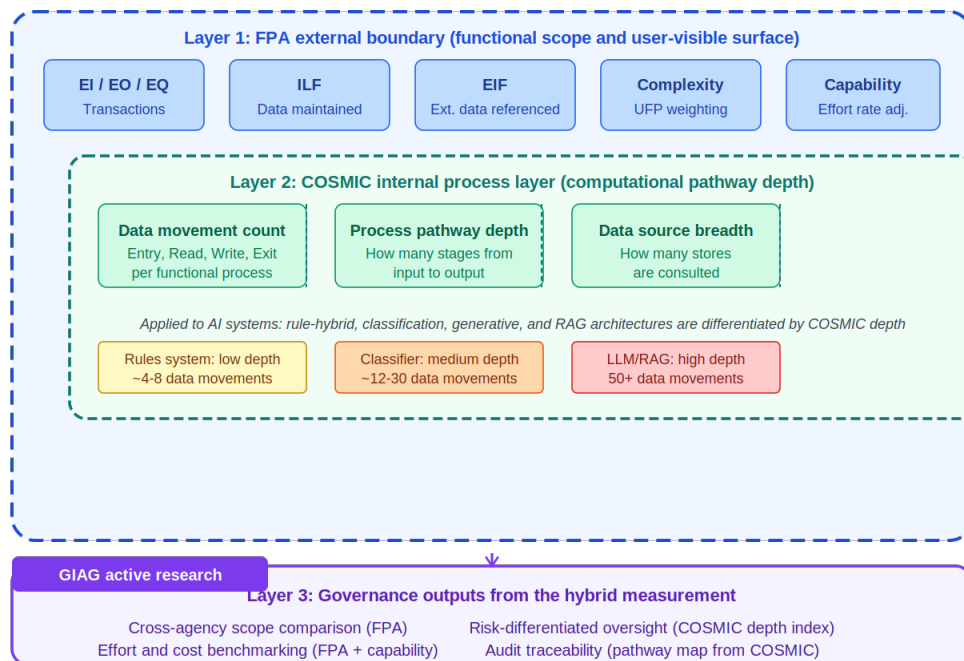 Layer 1: FPA external boundary (functional scope and user-visible surface)
EI / EO / EQ
Transactions
ILF
Data maintained
EIF
Ext. data referenced
Complexity
UFP weighting
Capability
Effort rate adj.
Layer 2: COSMIC internal process layer (computational pathway depth)
Data movement count
Entry, Read, Write, Exit
per functional process
Process pathway depth
How many stages from
input to output
Data source breadth
How many stores
are consulted
Applied to AI systems: rule-hybrid, classification, generative, and RAG architectures are differentiated by COSMIC depth
Rules system: low depth
~4-8 data movements
Classifier: medium depth
~12-30 data movements
LLM/RAG: high depth
50+ data movements
GIAG active research
Layer 3: Governance outputs from the hybrid measurement
Cross-agency scope comparison (FPA)
Risk-differentiated oversight (COSMIC depth index)
Effort and cost benchmarking (FPA + capability)
Audit traceability (pathway map from COSMIC)